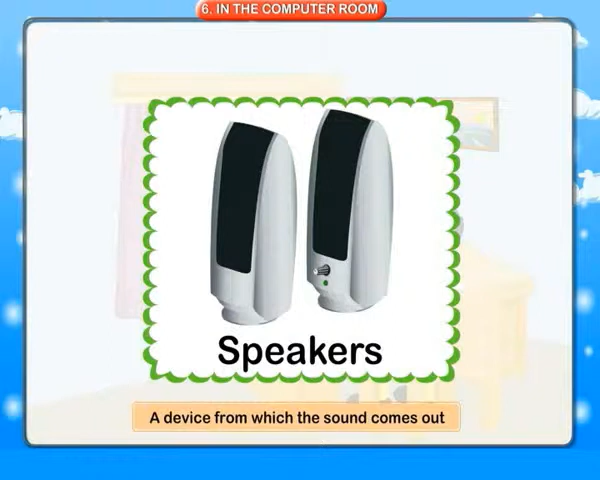 6. IN THE COMPUTER ROOM
Speakers
A device from which the sound comes out